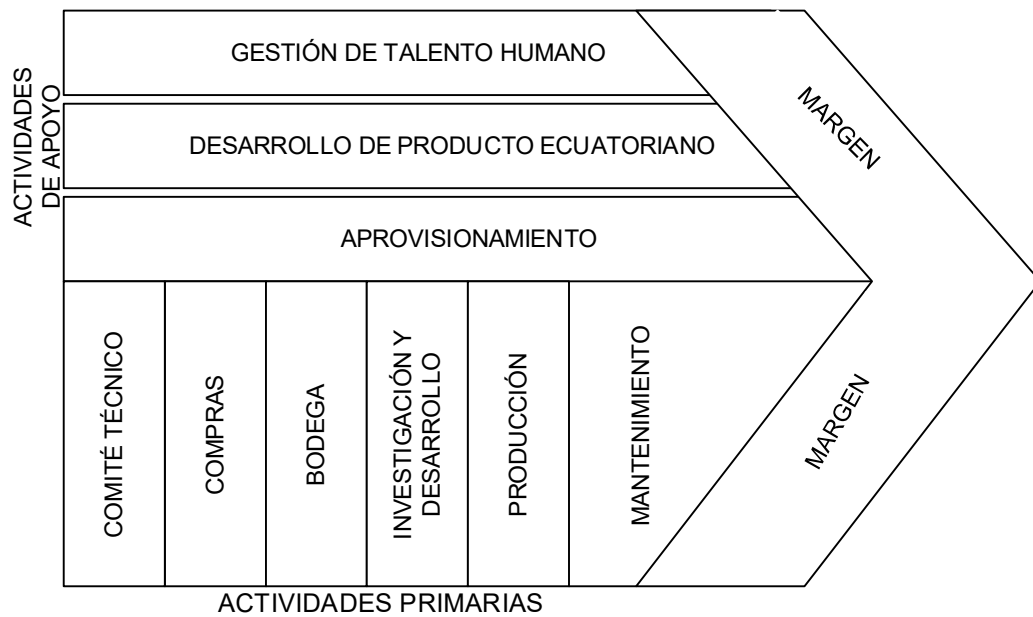 GESTIÓN DE TALENTO HUMANO
MARGEN
ACTIVIDADES
DE APOYO
DESARROLLO DE PRODUCTO ECUATORIANO
APROVISIONAMIENTO
COMITÉ TÉCNICO
COMPRAS
BODEGA
INVESTIGACIÓN Y
DESARROLLO
PRODUCCIÓN
MANTENIMIENTO
MARGEN
ACTIVIDADES PRIMARIAS